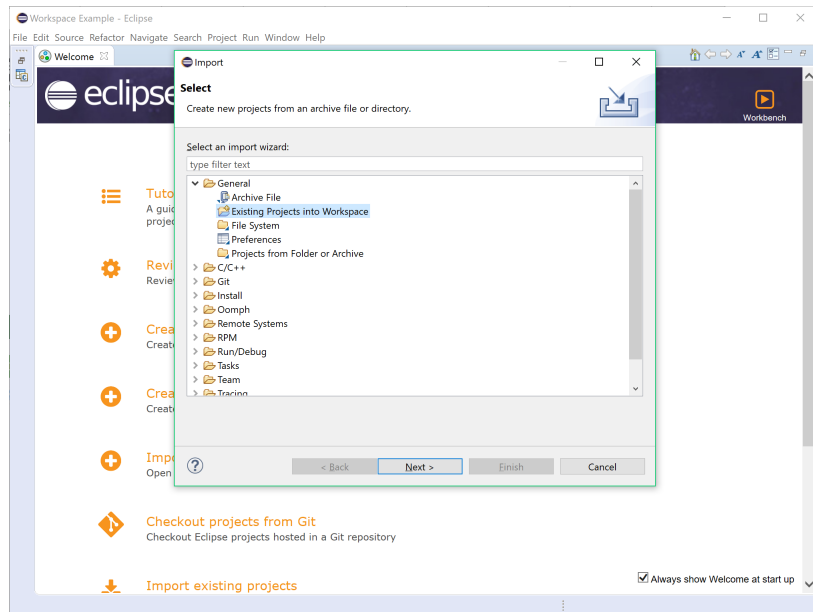 Workspace Example - Eclipse
File Edit Source Refactor Navigate Search Project Run Window Help
Welcome
eclipse
Workbench
Import
Select
Create new projects from an archive file or directory.
Select an import wizard:
type filter text
General
Archive File
Existing Projects into Workspace
File System
Preferences
Projects from Folder or Archive
C/C++
Git
Install
Oomph
Remote Systems
RPM
Run/Debug
Tasks
Team
Tracing
< Back Next > Finish Cancel
Tuto
A guid
projec
Revi
Revie
Crea
Creat
Crea
Creat
Impo
Open
Checkout projects from Git
Checkout Eclipse projects hosted in a Git repository
Import existing projects
Always show Welcome at start up